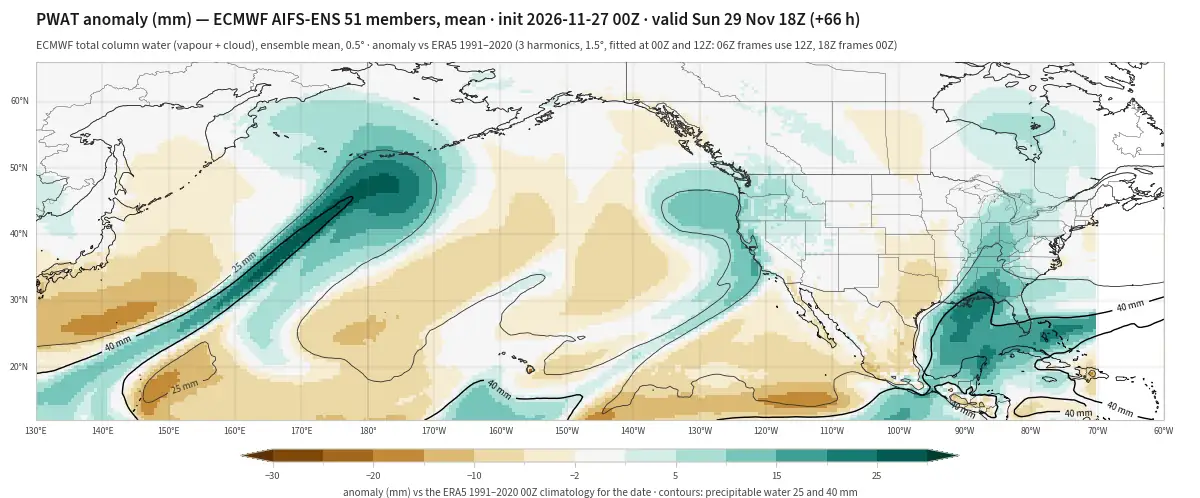 PWAT anomaly (mm) — ECMWF AIFS-ENS 51 members, mean · init 2026-11-27 00Z · valid Sun 29 Nov 18Z (+66 h)
ECMWF total column water (vapour + cloud), ensemble mean, 0.5° · anomaly vs ERA5 1991–2020 (3 harmonics, 1.5°, fitted at 00Z and 12Z: 06Z frames use 12Z, 18Z frames 00Z)
60°N
50°N
40°N
30°N
20°N
25 mm
40 mm
25 mm
40 mm
40 mm
40 mm
40 mm
40 mm
130°E 140°E 150°E 160°E 170°E 180° 170°W 160°W 150°W 140°W 130°W 120°W 110°W 100°W 90°W 80°W 70°W 60°W
−30 −20 −10 −2 5 15 25
anomaly (mm) vs the ERA5 1991–2020 00Z climatology for the date · contours: precipitable water 25 and 40 mm